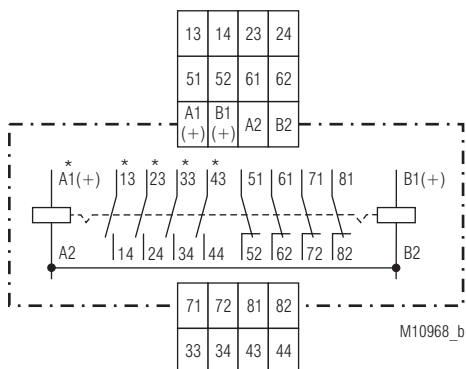 13 14 23 24
51 52 61 62
A1 (+) B1 (+) A2 B2
* * * * *
A1(+) 13 23 33 43 51 61 71 81 B1(+)
A2 14 24 34 44 52 62 72 82 B2
71 72 81 82
M10968_b
33 34 43 44